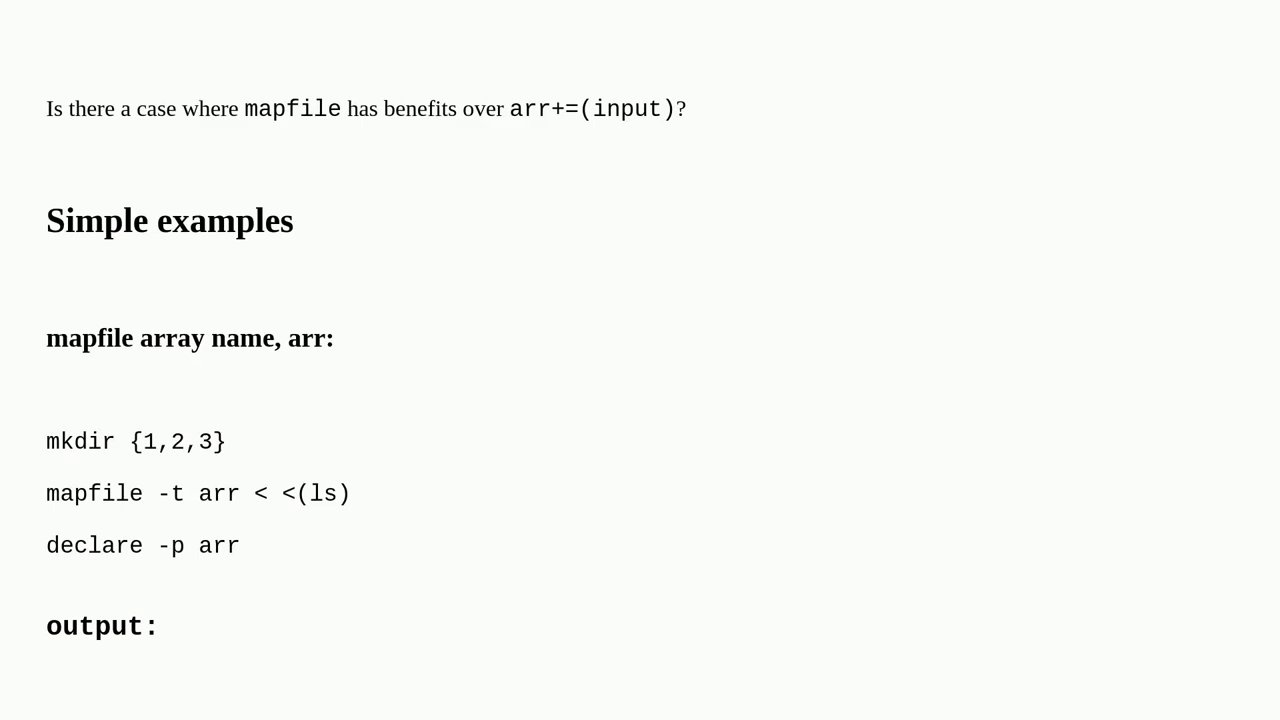 Is there a case where mapfile has benefits over arr+=(input)?
Simple examples
mapfile array name, arr:
mkdir {1,2,3}
mapfile -t arr < <(ls)
declare -p arr
output: